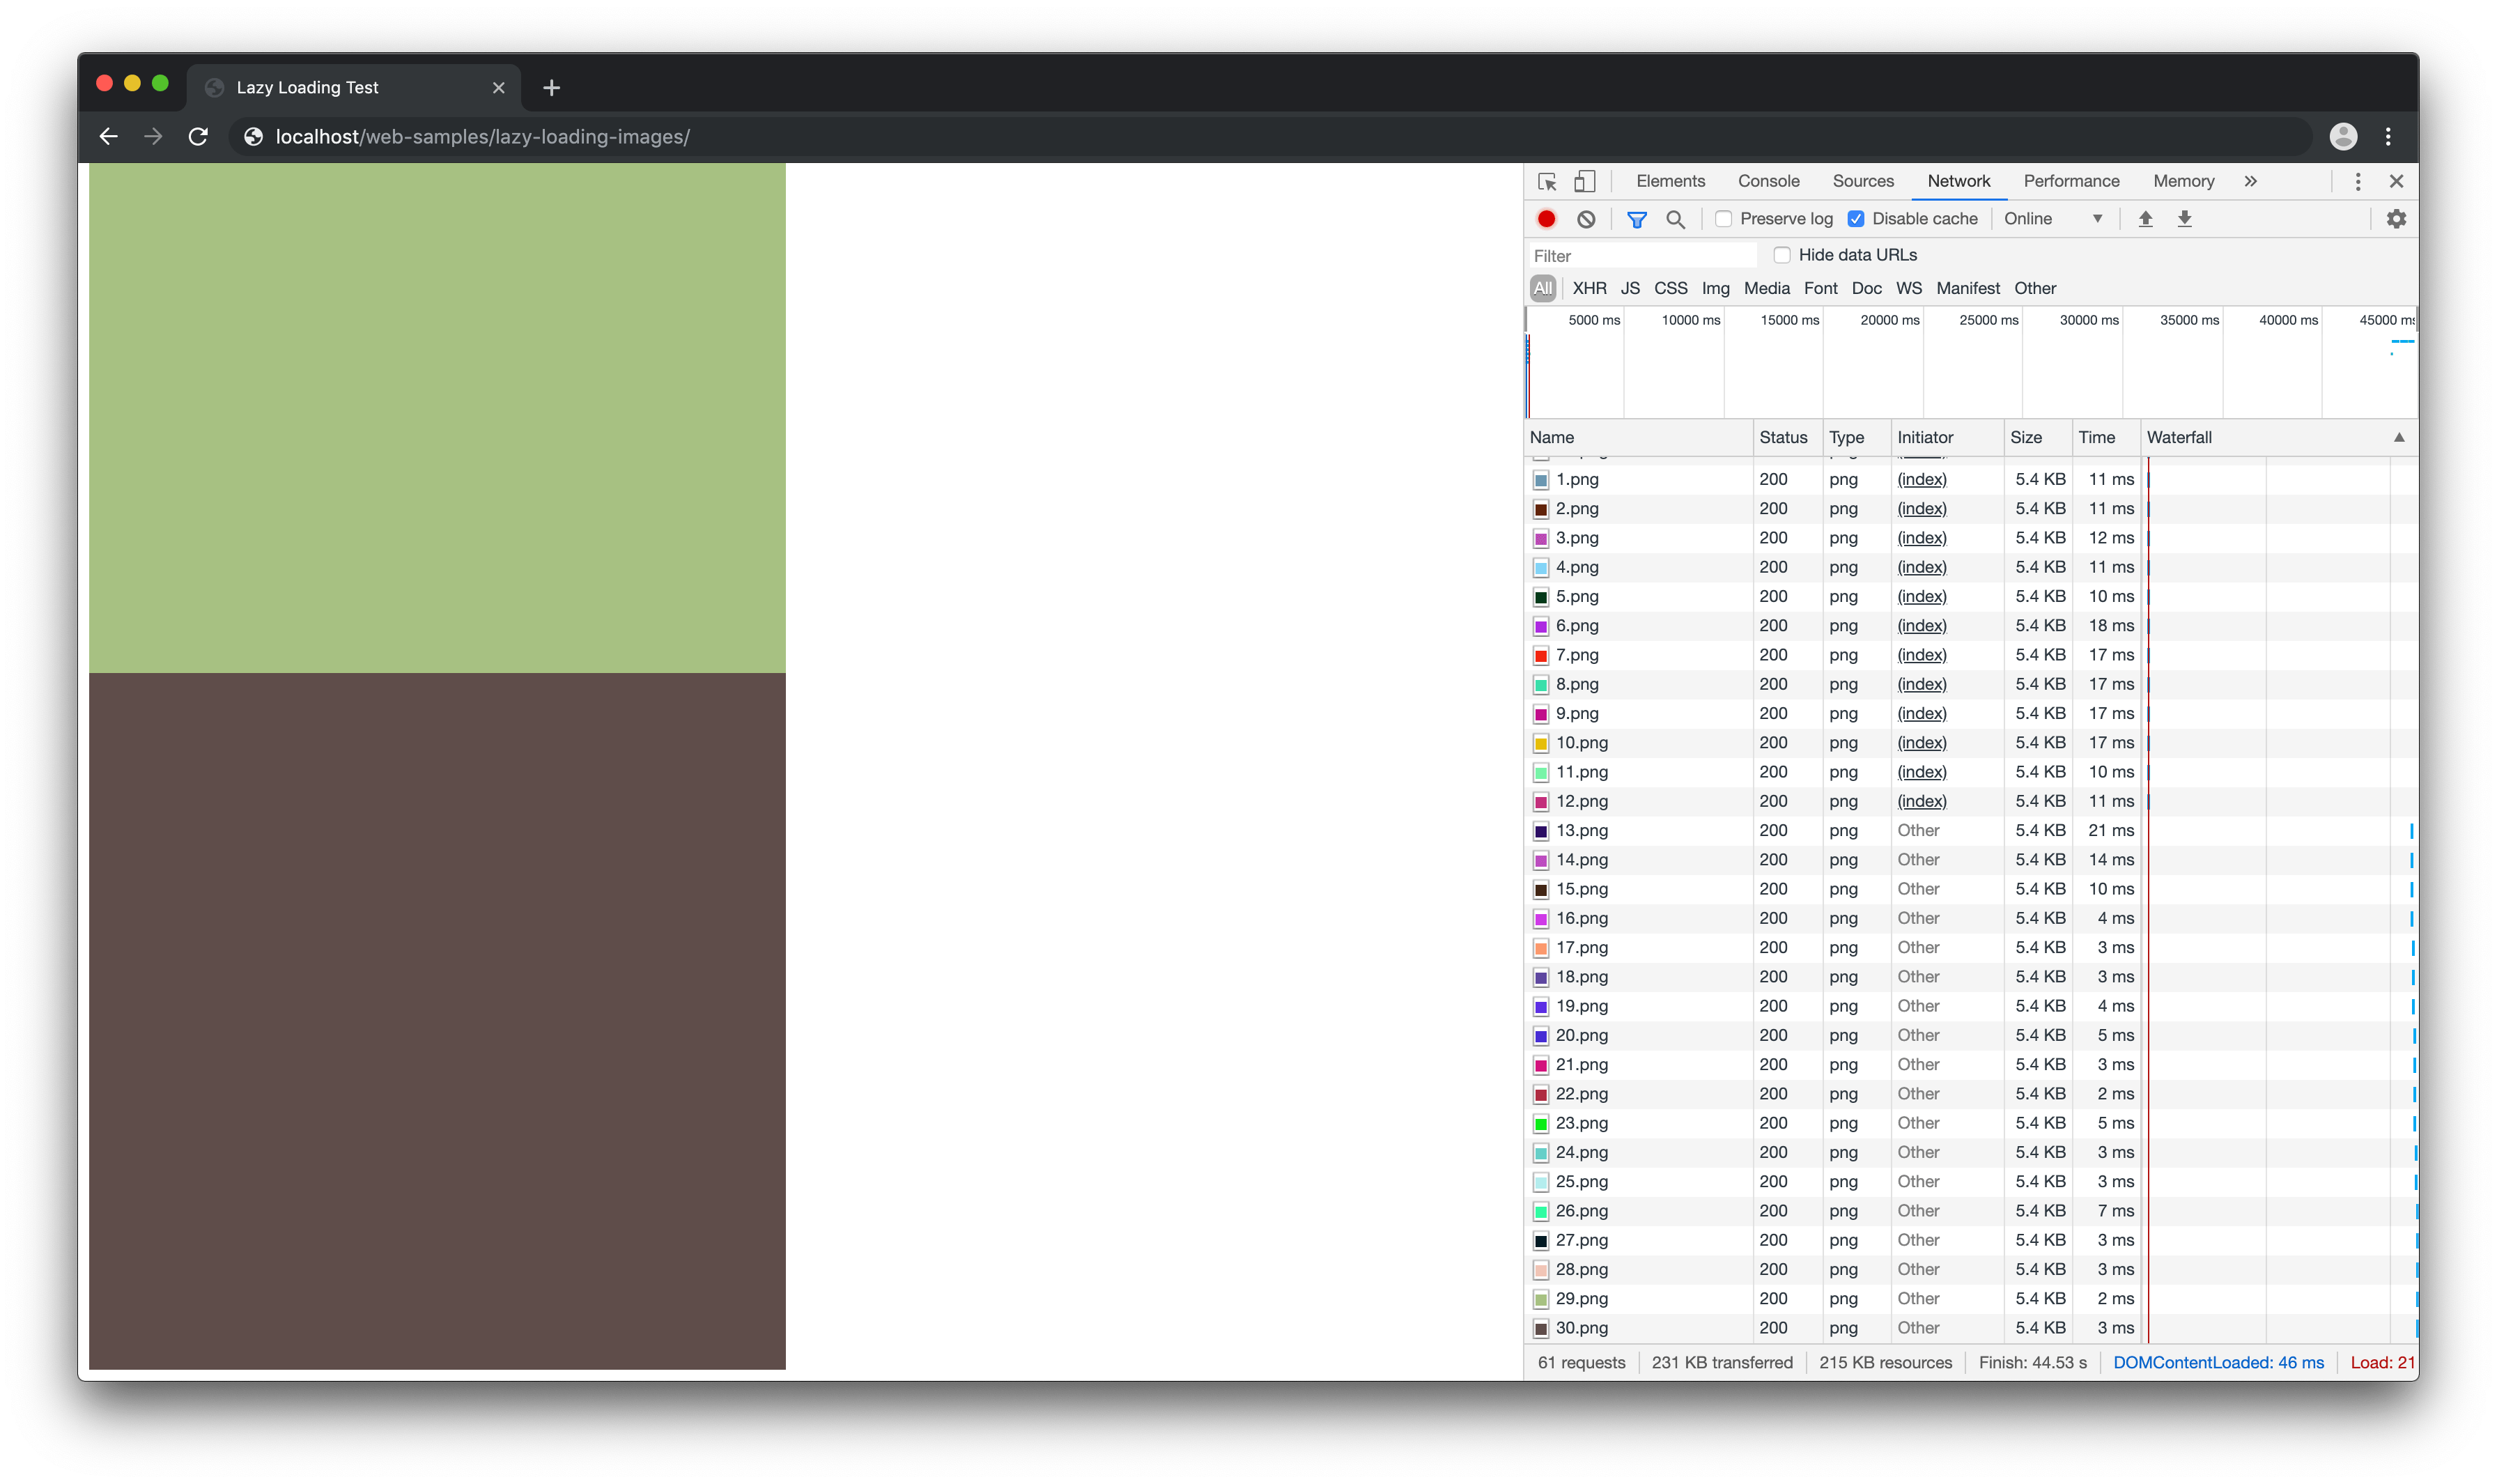 Lazy Loading Test
localhost/web-samples/lazy-loading-images/
Elements Console Sources Network Performance Memory
Preserve log Disable cache Online
Filter Hide data URLs
All XHR JS CSS Img Media Font Doc WS Manifest Other
5000 ms 10000 ms 15000 ms 20000 ms 25000 ms 30000 ms 35000 ms 40000 ms 45000 ms
Name Status Type Initiator Size Time Waterfall
1.png 200 png (index) 5.4 KB 11 ms
2.png 200 png (index) 5.4 KB 11 ms
3.png 200 png (index) 5.4 KB 12 ms
4.png 200 png (index) 5.4 KB 11 ms
5.png 200 png (index) 5.4 KB 10 ms
6.png 200 png (index) 5.4 KB 18 ms
7.png 200 png (index) 5.4 KB 17 ms
8.png 200 png (index) 5.4 KB 17 ms
9.png 200 png (index) 5.4 KB 17 ms
10.png 200 png (index) 5.4 KB 17 ms
11.png 200 png (index) 5.4 KB 10 ms
12.png 200 png (index) 5.4 KB 11 ms
13.png 200 png Other 5.4 KB 21 ms
14.png 200 png Other 5.4 KB 14 ms
15.png 200 png Other 5.4 KB 10 ms
16.png 200 png Other 5.4 KB 4 ms
17.png 200 png Other 5.4 KB 3 ms
18.png 200 png Other 5.4 KB 3 ms
19.png 200 png Other 5.4 KB 4 ms
20.png 200 png Other 5.4 KB 5 ms
21.png 200 png Other 5.4 KB 3 ms
22.png 200 png Other 5.4 KB 2 ms
23.png 200 png Other 5.4 KB 5 ms
24.png 200 png Other 5.4 KB 3 ms
25.png 200 png Other 5.4 KB 3 ms
26.png 200 png Other 5.4 KB 7 ms
27.png 200 png Other 5.4 KB 3 ms
28.png 200 png Other 5.4 KB 3 ms
29.png 200 png Other 5.4 KB 2 ms
30.png 200 png Other 5.4 KB 3 ms
61 requests 231 KB transferred 215 KB resources Finish: 44.53 s DOMContentLoaded: 46 ms Load: 21